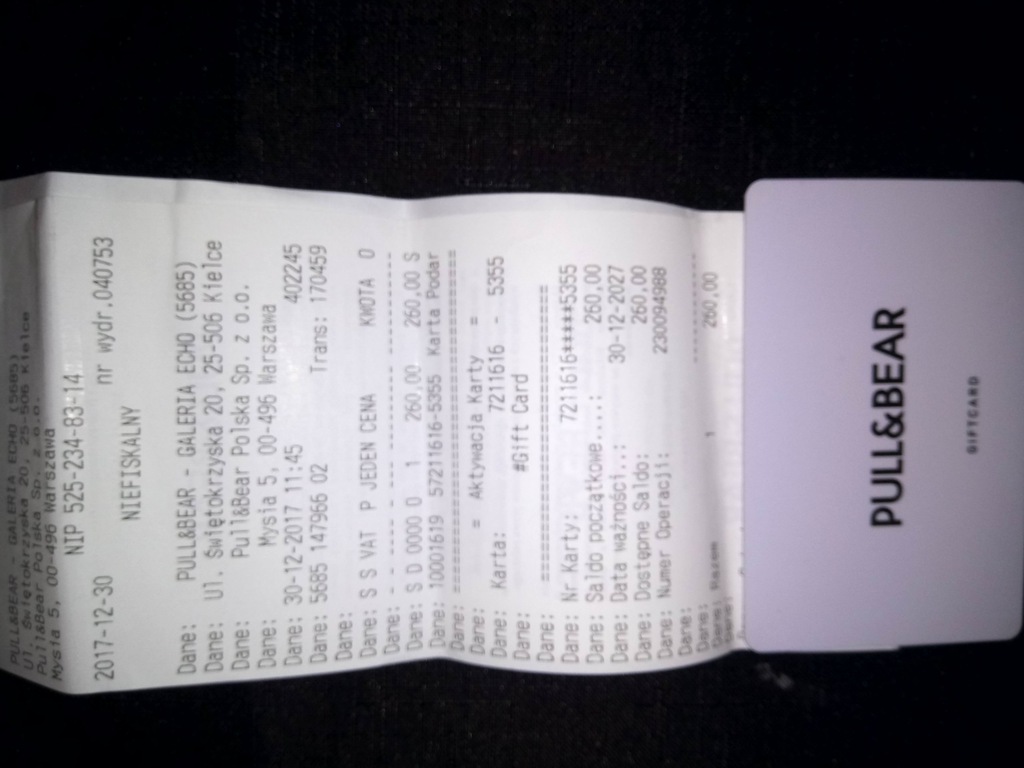 PULL&BEAR - GALERIA ECHO (5685)
Ul. Świętokrzyska 20, 25-506 Kielce
Pull&Bear Polska Sp. z o.o.
Mysia 5, 00-496 Warszawa
NIP 525-234-83-14
2017-12-30 nr wydr.040753
NIEFISKALNY
Dane: PULL&BEAR - GALERIA ECHO (5685)
Dane: Ul. Świętokrzyska 20, 25-506 Kielce
Dane: Pull&Bear Polska Sp. z o.o.
Dane: Mysia 5, 00-496 Warszawa
Dane: 30-12-2017 11:45 402245
Dane: 5685 147966 02 Trans: 170459
Dane:
Dane: S S VAT P JEDEN CENA KWOTA O
Dane: - - --- - ---- ---------------------
Dane: S D 0000 0 1 260,00 260,00 S
Dane: 10001619 57211616-5355 Karta Podar
Dane: ==================================
Dane: = Aktywacja Karty =
Dane: Karta: 7211616 - 5355
Dane: #Gift Card
Dane: ==================================
Dane: Nr Karty: 7211616*****5355
Dane: Saldo początkowe....: 260,00
Dane: Data ważności..: 30-12-2027
Dane: Dostępne Saldo: 260,00
Dane: Numer Operacji: 230094988
Dane: ----------
Dane: Razem 1 260,00
PULL&BEAR
GIFTCARD